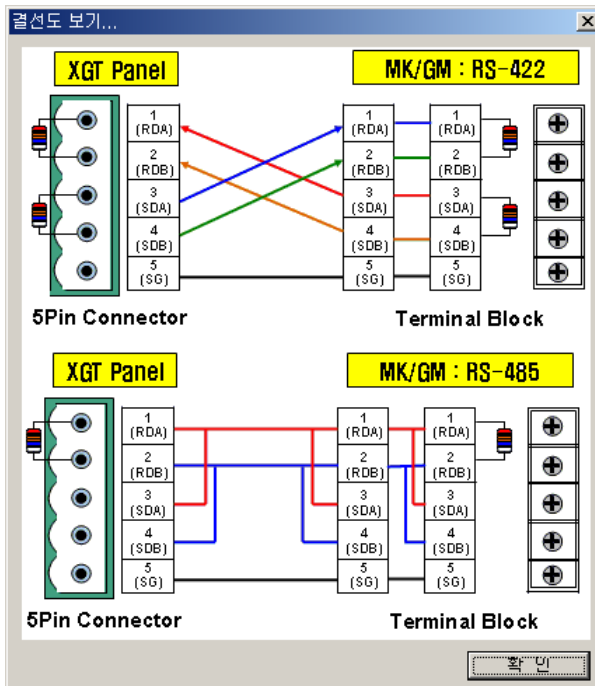 결선도 보기...
XGT Panel
MK/GM : RS-422
1
(RDA)
2
(RDB)
3
(SDA)
4
(SDB)
5
(SG)
1
(RDA)
2
(RDB)
3
(SDA)
4
(SDB)
5
(SG)
1
(RDA)
2
(RDB)
3
(SDA)
4
(SDB)
5
(SG)
5Pin Connector
Terminal Block
XGT Panel
MK/GM : RS-485
1
(RDA)
2
(RDB)
3
(SDA)
4
(SDB)
5
(SG)
1
(RDA)
2
(RDB)
3
(SDA)
4
(SDB)
5
(SG)
1
(RDA)
2
(RDB)
3
(SDA)
4
(SDB)
5
(SG)
5Pin Connector
Terminal Block
확 인